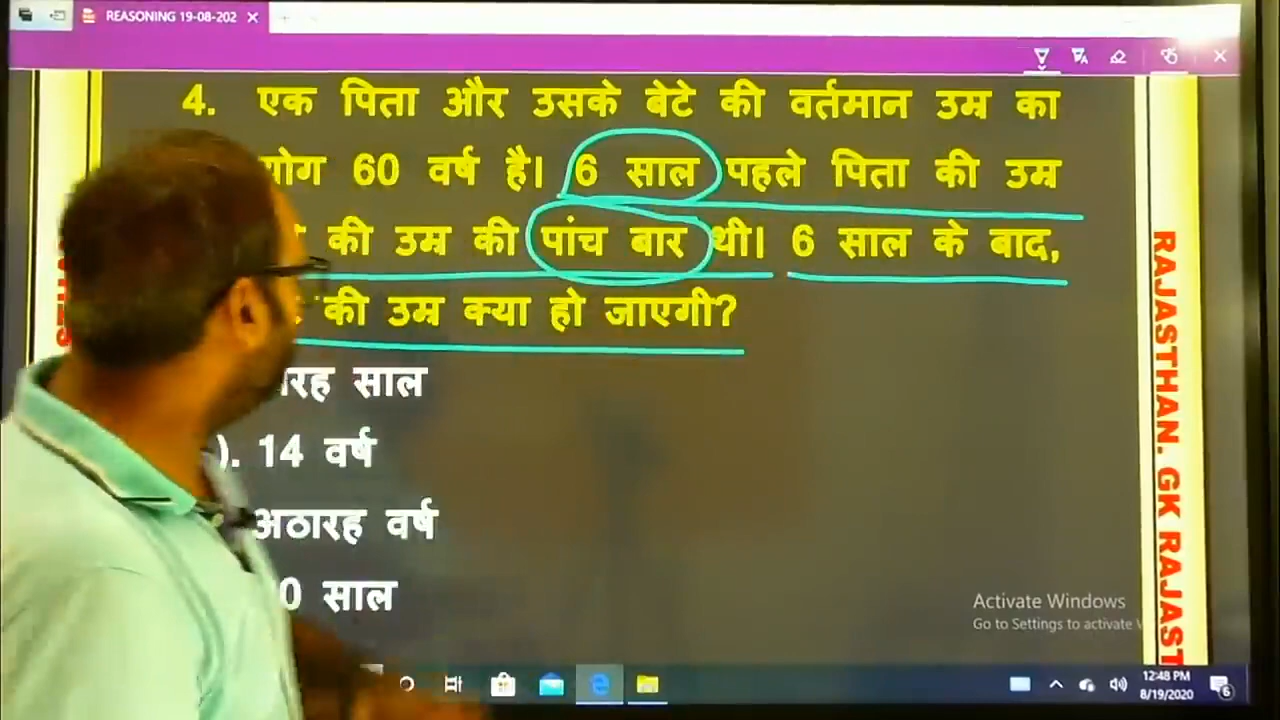 REASONING 19-08-202
4. एक पिता और उसके बेटे की वर्तमान उम्र का
योग 60 वर्ष है। 6 साल पहले पिता की उम्र
की उम्र की पांच बार थी। 6 साल के बाद,
की उम्र क्या हो जाएगी?
साल
). 14 वर्ष
अठारह वर्ष
0 साल
RAJASTHAN. GK RAJAST
Activate Windows
Go to Settings to activate
12:48 PM
8/19/2020
6